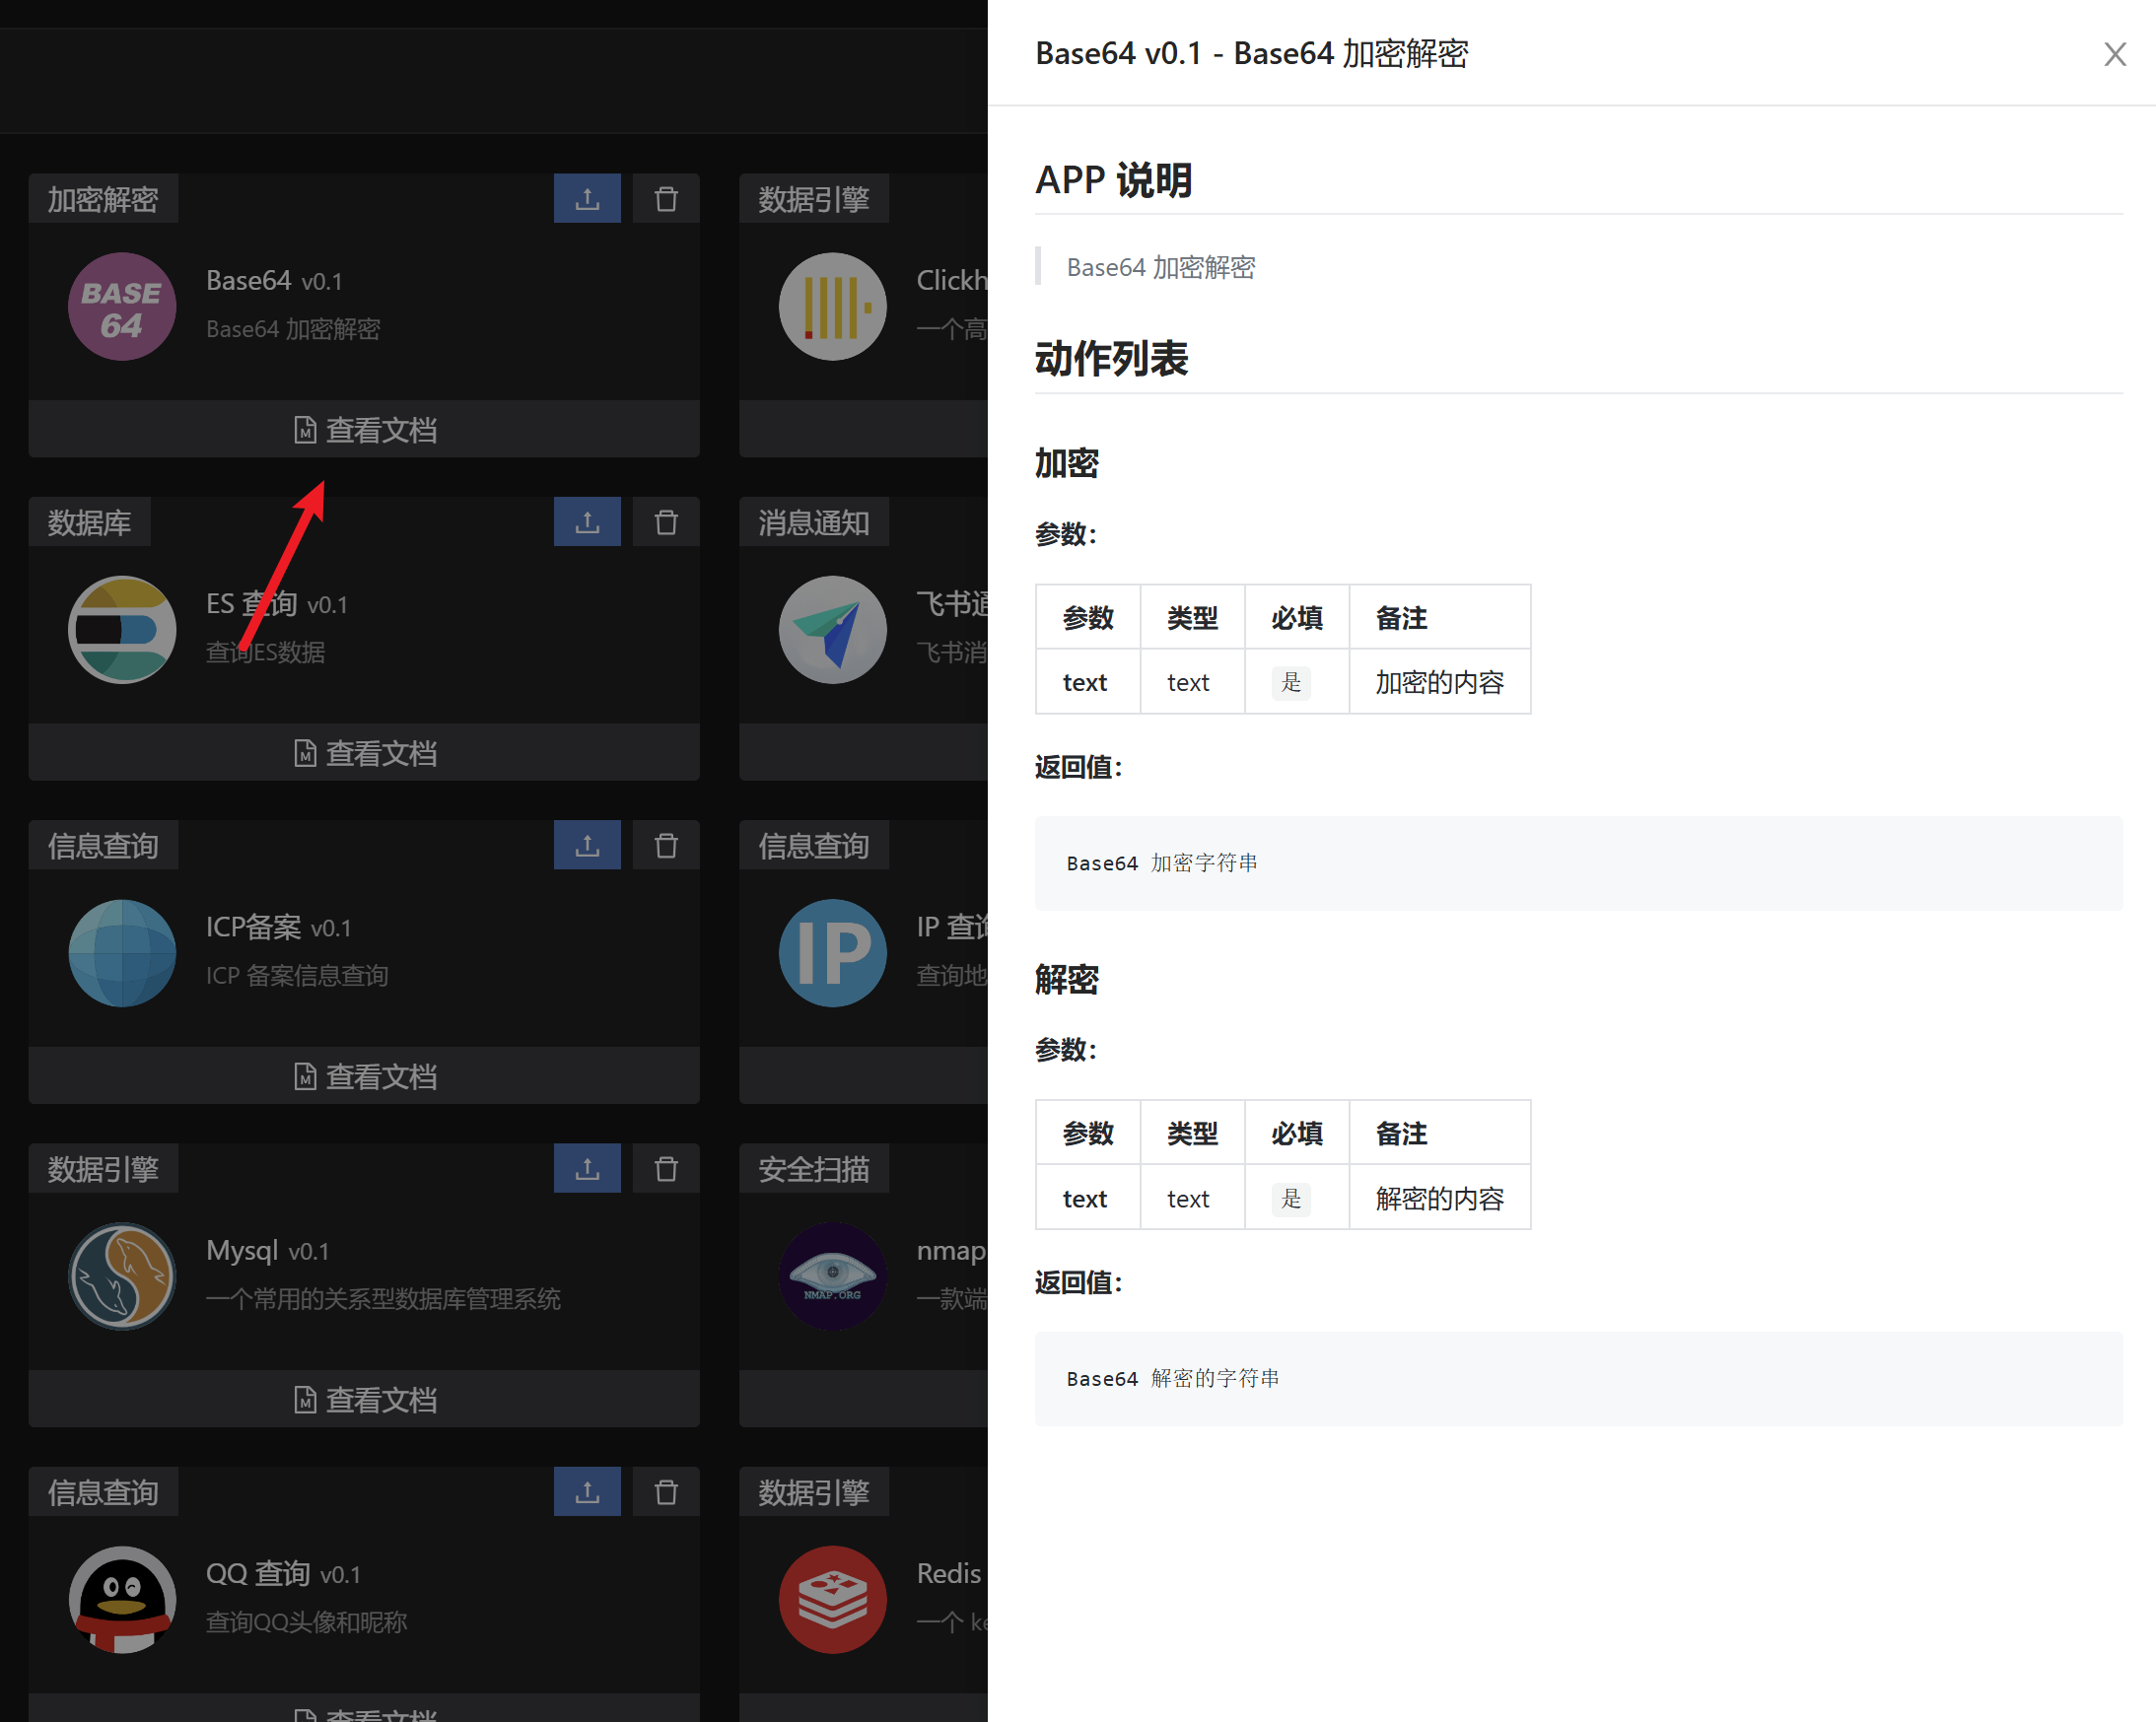 加密解密
BASE
64
Base64 v0.1
Base64 加密解密
查看文档
数据引擎
Clickh
一个高
数据库
ES 查询 v0.1
查询ES数据
查看文档
消息通知
飞书通
飞书消
信息查询
ICP备案 v0.1
ICP 备案信息查询
查看文档
信息查询
IP
IP 查询
查询地
数据引擎
Mysql v0.1
一个常用的关系型数据库管理系统
查看文档
安全扫描
NMAP.ORG
nmap
一款端
信息查询
QQ 查询 v0.1
查询QQ头像和昵称
查看文档
数据引擎
Redis
一个 ke
Base64 v0.1 - Base64 加密解密
APP 说明
Base64 加密解密
动作列表
加密
参数：
参数 类型 必填 备注
text text 是 加密的内容
返回值：
Base64 加密字符串
解密
参数：
参数 类型 必填 备注
text text 是 解密的内容
返回值：
Base64 解密的字符串